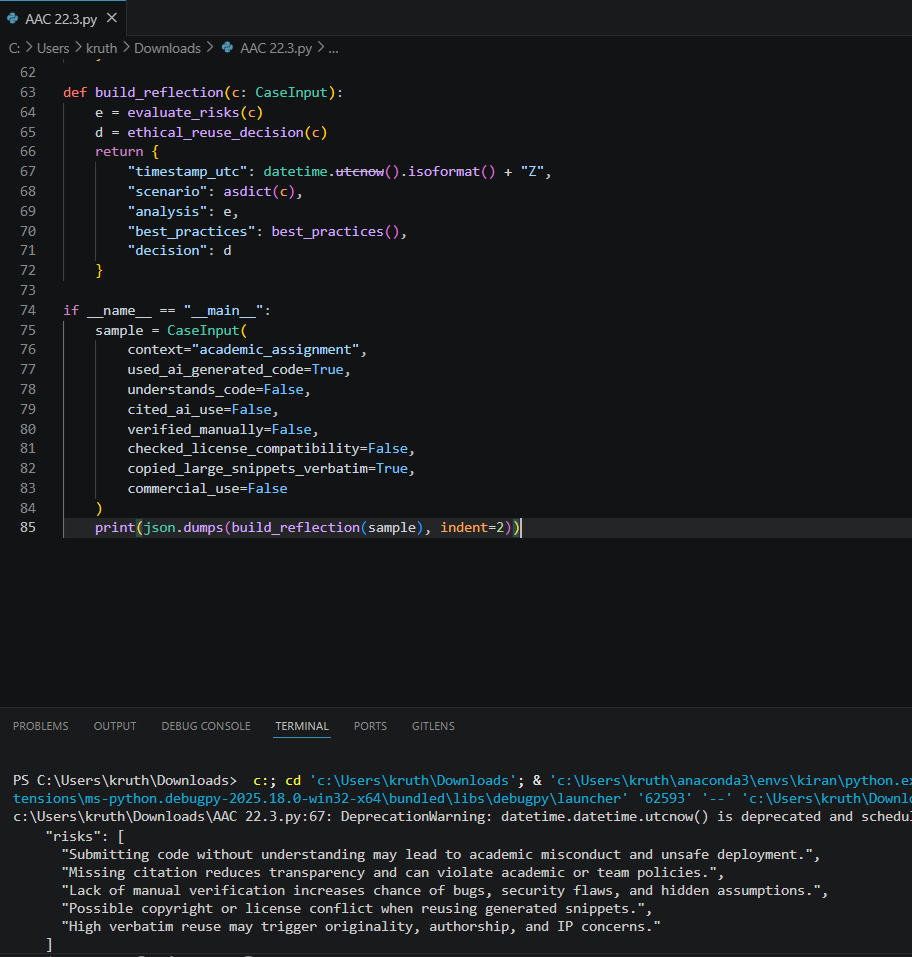 AAC 22.3.py ×
C: > Users > kruth > Downloads > AAC 22.3.py > ...
62
63 def build_reflection(c: CaseInput):
64     e = evaluate_risks(c)
65     d = ethical_reuse_decision(c)
66     return {
67         "timestamp_utc": datetime.utcnow().isoformat() + "Z",
68         "scenario": asdict(c),
69         "analysis": e,
70         "best_practices": best_practices(),
71         "decision": d
72     }
73
74 if __name__ == "__main__":
75     sample = CaseInput(
76         context="academic_assignment",
77         used_ai_generated_code=True,
78         understands_code=False,
79         cited_ai_use=False,
80         verified_manually=False,
81         checked_license_compatibility=False,
82         copied_large_snippets_verbatim=True,
83         commercial_use=False
84     )
85     print(json.dumps(build_reflection(sample), indent=2))
PROBLEMS OUTPUT DEBUG CONSOLE TERMINAL PORTS GITLENS
PS C:\Users\kruth\Downloads>  c:; cd 'c:\Users\kruth\Downloads'; & 'c:\Users\kruth\anaconda3\envs\kiran\python.ex
tensions\ms-python.debugpy-2025.18.0-win32-x64\bundled\libs\debugpy\launcher' '62593' '--' 'c:\Users\kruth\Downlo
c:\Users\kruth\Downloads\AAC 22.3.py:67: DeprecationWarning: datetime.datetime.utcnow() is deprecated and schedul
    "risks": [
      "Submitting code without understanding may lead to academic misconduct and unsafe deployment.",
      "Missing citation reduces transparency and can violate academic or team policies.",
      "Lack of manual verification increases chance of bugs, security flaws, and hidden assumptions.",
      "Possible copyright or license conflict when reusing generated snippets.",
      "High verbatim reuse may trigger originality, authorship, and IP concerns."
    ]